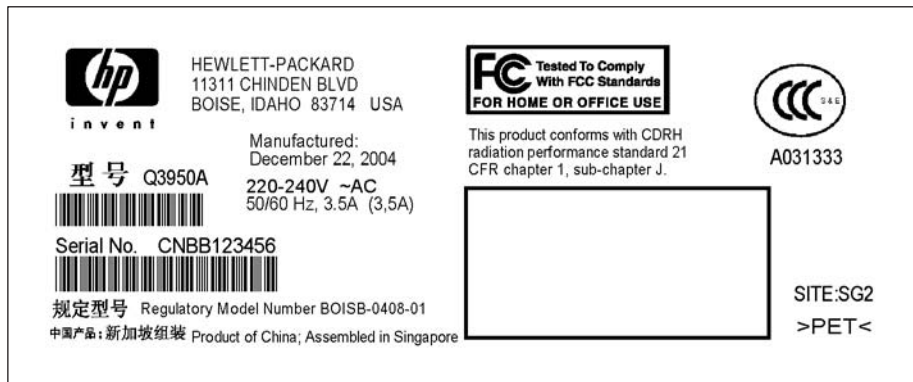 hp
invent
HEWLETT-PACKARD
11311 CHINDEN BLVD
BOISE, IDAHO 83714 USA
Manufactured:
December 22, 2004
型号 Q3950A
220-240V ~AC
50/60 Hz, 3.5A (3,5A)
Serial No. CNBB123456
规定型号 Regulatory Model Number BOISB-0408-01
中国产品:新加坡组装 Product of China; Assembled in Singapore
FC Tested To Comply
With FCC Standards
FOR HOME OR OFFICE USE
This product conforms with CDRH
radiation performance standard 21
CFR chapter 1, sub-chapter J.
CCC S&E
A031333
SITE:SG2
>PET<